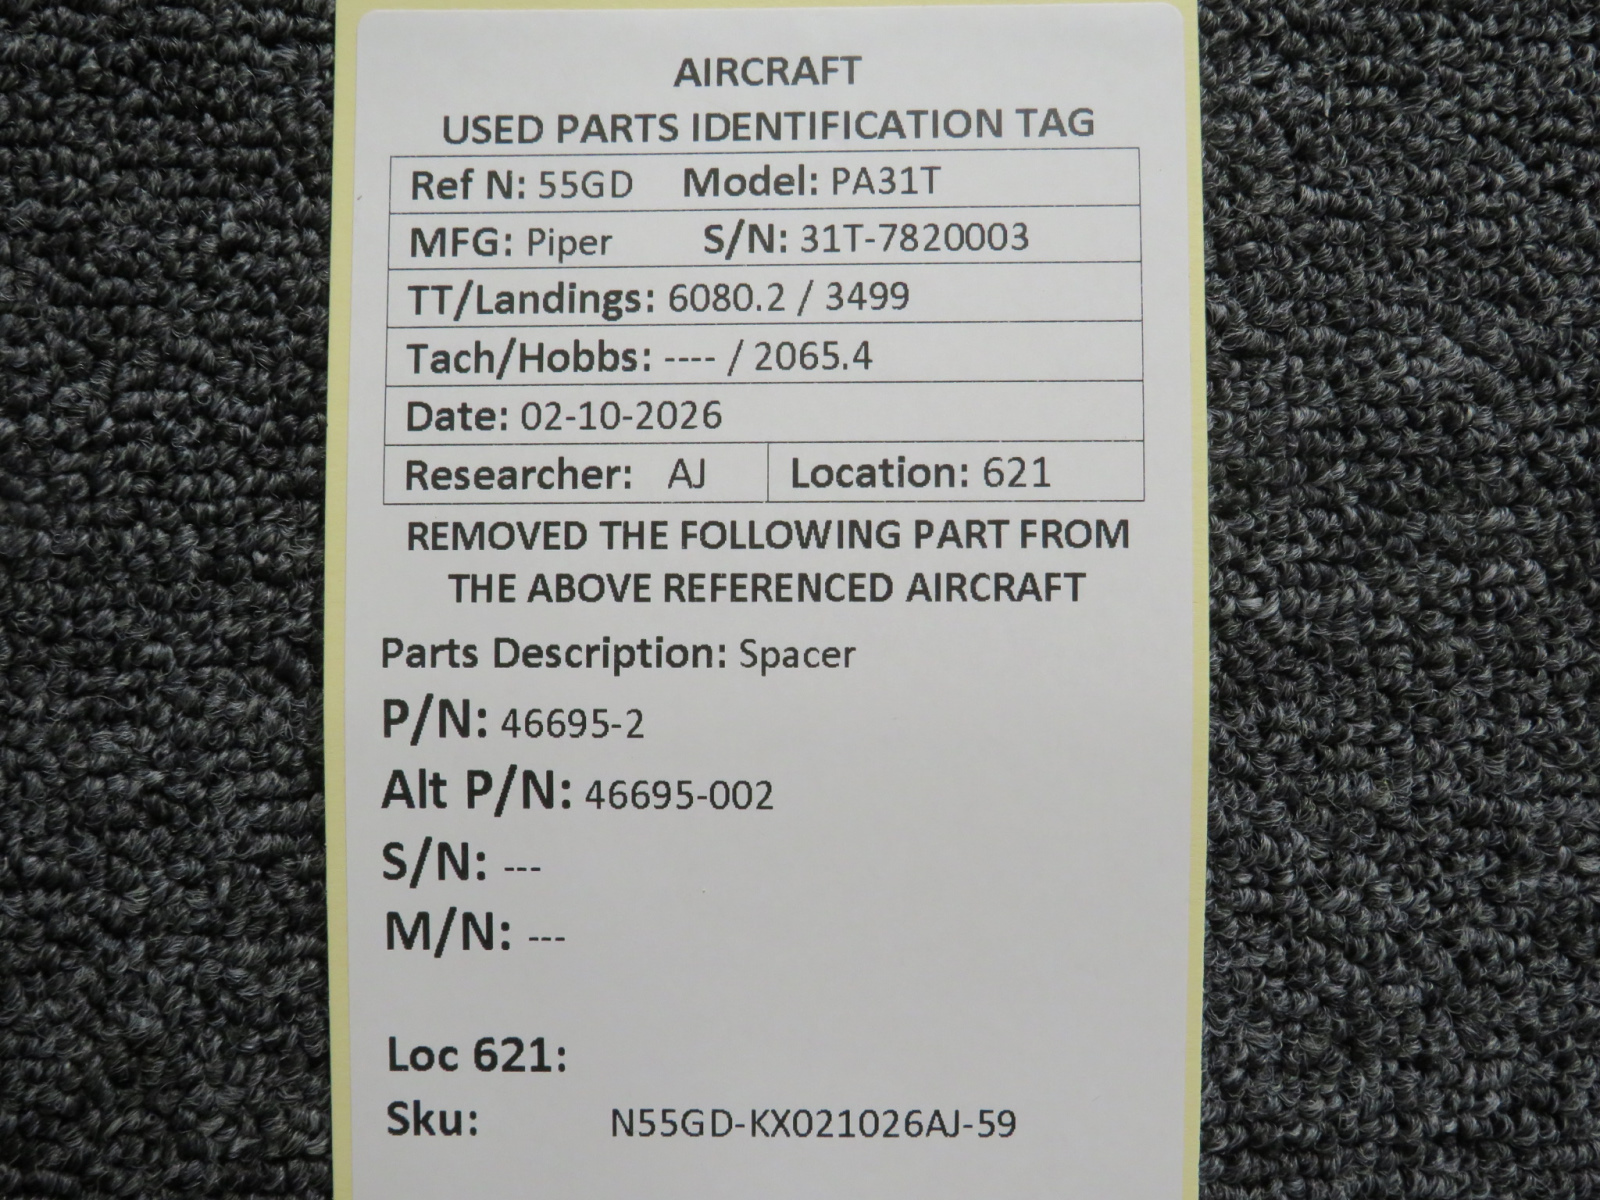 AIRCRAFT
USED PARTS IDENTIFICATION TAG
Ref N: 55GD Model: PA31T
MFG: Piper S/N: 31T-7820003
TT/Landings: 6080.2 / 3499
Tach/Hobbs: ---- / 2065.4
Date: 02-10-2026
Researcher: AJ Location: 621
REMOVED THE FOLLOWING PART FROM
THE ABOVE REFERENCED AIRCRAFT
Parts Description: Spacer
P/N: 46695-2
Alt P/N: 46695-002
S/N: ---
M/N: ---
Loc 621:
Sku: N55GD-KX021026AJ-59